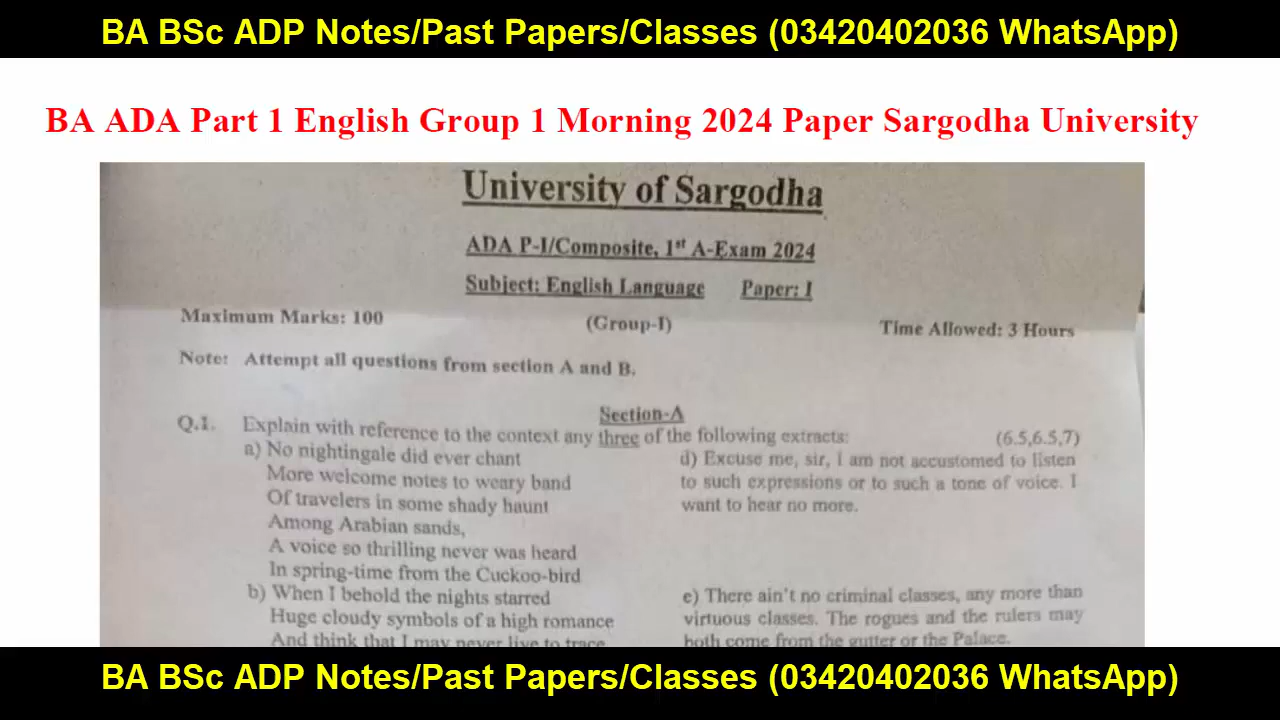 BA BSc ADP Notes/Past Papers/Classes (03420402036 WhatsApp)
BA ADA Part 1 English Group 1 Morning 2024 Paper Sargodha University
University of Sargodha
ADA P-I/Composite, 1st A-Exam 2024
Subject: English Language Paper: I
Maximum Marks: 100 (Group-I) Time Allowed: 3 Hours
Note: Attempt all questions from section A and B.
Section-A
Q.1. Explain with reference to the context any three of the following extracts: (6.5,6.5,7)
a) No nightingale did ever chant
More welcome notes to weary band
Of travelers in some shady haunt
Among Arabian sands,
A voice so thrilling never was heard
In spring-time from the Cuckoo-bird
d) Excuse me, sir, I am not accustomed to listen
to such expressions or to such a tone of voice. I
want to hear no more.
b) When I behold the nights starred
Huge cloudy symbols of a high romance
And think that I may never live to trace
e) There ain't no criminal classes, any more than
virtuous classes. The rogues and the rulers may
both come from the gutter or the Palace.
BA BSc ADP Notes/Past Papers/Classes (03420402036 WhatsApp)